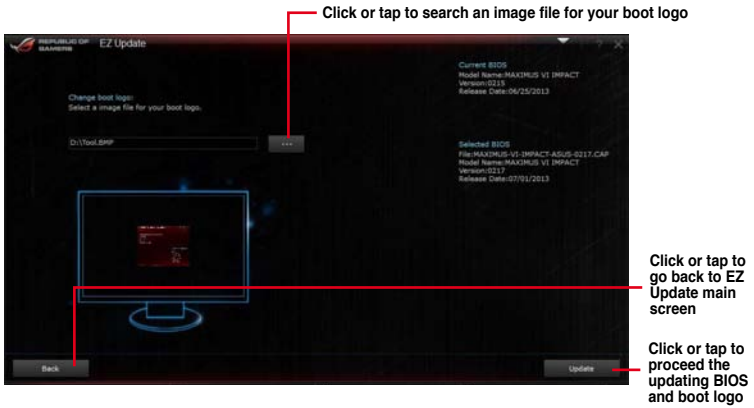 Click or tap to search an image file for your boot logo
REPUBLIC OF
GAMERS
EZ Update
?
Current BIOS
Model Name:MAXIMUS VI IMPACT
Version:0215
Release Date:06/25/2013
Change boot logo:
Select a image file for your boot logo.
D:\Tool.BMP
...
Selected BIOS
File:MAXIMUS-VI-IMPACT-ASUS-0217.CAP
Model Name:MAXIMUS VI IMPACT
Version:0217
Release Date:07/01/2013
Click or tap to
go back to EZ
Update main
screen
Back
Update
Click or tap to
proceed the
updating BIOS
and boot logo